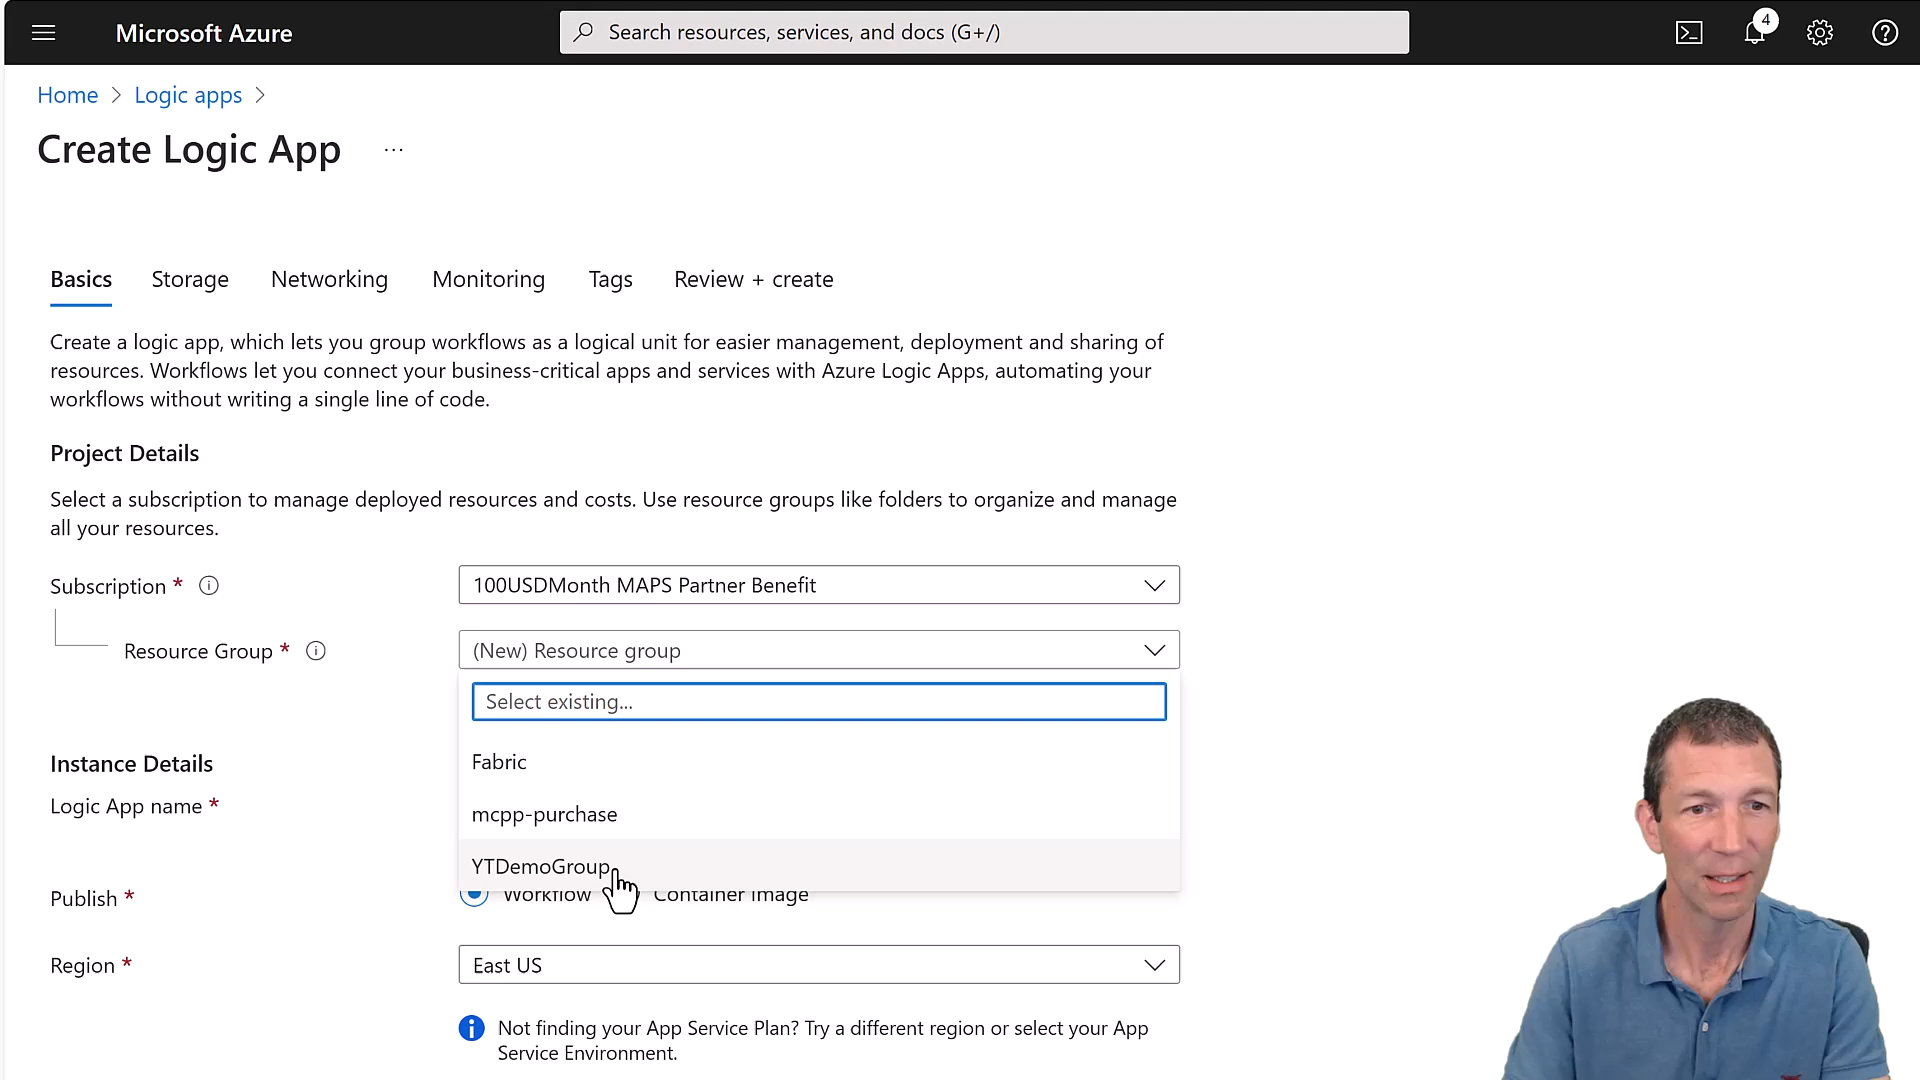 Microsoft Azure
Search resources, services, and docs (G+/)
4
Home > Logic apps >
Create Logic App ...
Basics Storage Networking Monitoring Tags Review + create
Create a logic app, which lets you group workflows as a logical unit for easier management, deployment and sharing of
resources. Workflows let you connect your business-critical apps and services with Azure Logic Apps, automating your
workflows without writing a single line of code.
Project Details
Select a subscription to manage deployed resources and costs. Use resource groups like folders to organize and manage
all your resources.
Subscription *
100USDMonth MAPS Partner Benefit
Resource Group *
(New) Resource group
Select existing...
Fabric
mcpp-purchase
YTDemoGroup
Instance Details
Logic App name *
Publish *
Workflow Container Image
Region *
East US
Not finding your App Service Plan? Try a different region or select your App
Service Environment.